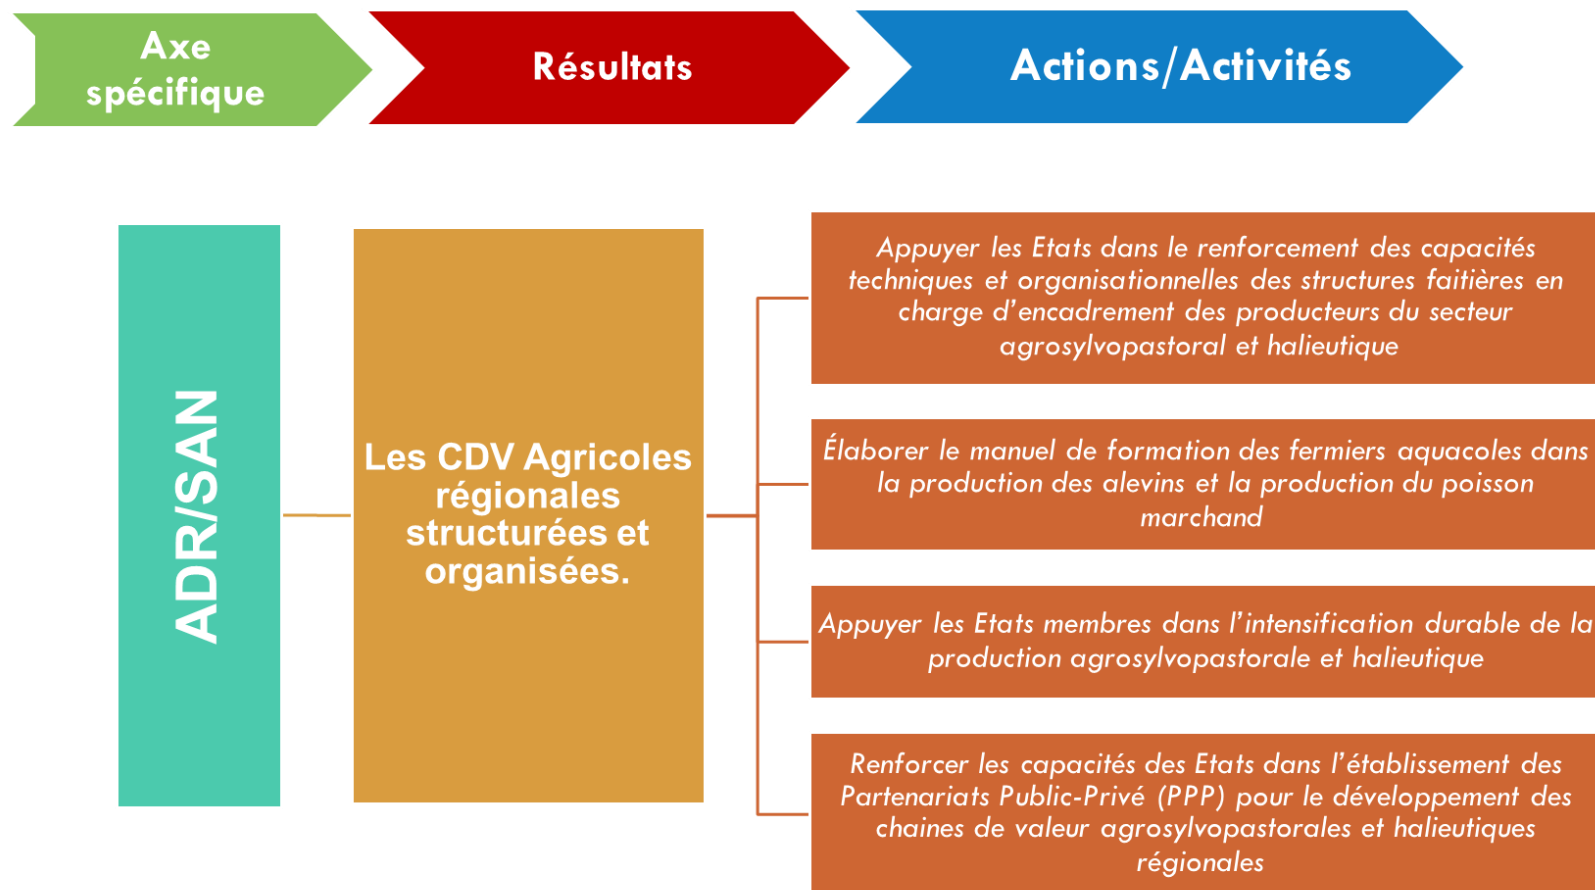 Axe
spécifique
Résultats
Actions/Activités
ADR/SAN
Les CDV Agricoles
régionales
structurées et
organisées.
Appuyer les Etats dans le renforcement des capacités
techniques et organisationnelles des structures faitières en
charge d’encadrement des producteurs du secteur
agrosylvopastoral et halieutique
Élaborer le manuel de formation des fermiers aquacoles dans
la production des alevins et la production du poisson
marchand
Appuyer les Etats membres dans l’intensification durable de la
production agrosylvopastorale et halieutique
Renforcer les capacités des Etats dans l’établissement des
Partenariats Public-Privé (PPP) pour le développement des
chaines de valeur agrosylvopastorales et halieutiques
régionales